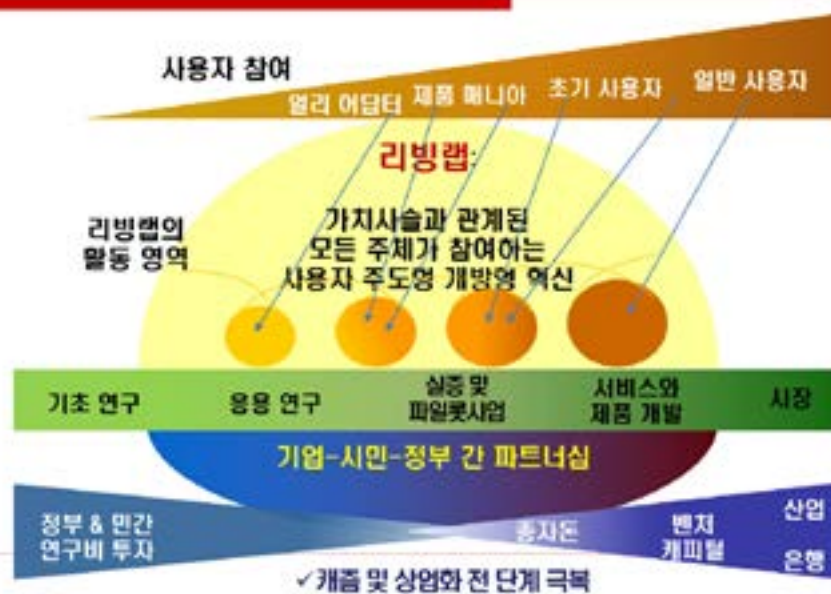 사용자 참여
얼리 어답터 제품 매니아 초기 사용자 일반 사용자
리빙랩:
리빙랩의
활동 영역
가치사슬과 관계된
모든 주체가 참여하는
사용자 주도형 개방형 혁신
기초 연구
응용 연구
실증 및
파일롯사업
서비스와
제품 개발
시장
기업-시민-정부 간 파트너십
정부 & 민간
연구비 투자
종자돈
벤처
캐피털
산업
은행
✓캐즘 및 상업화 전 단계 극복